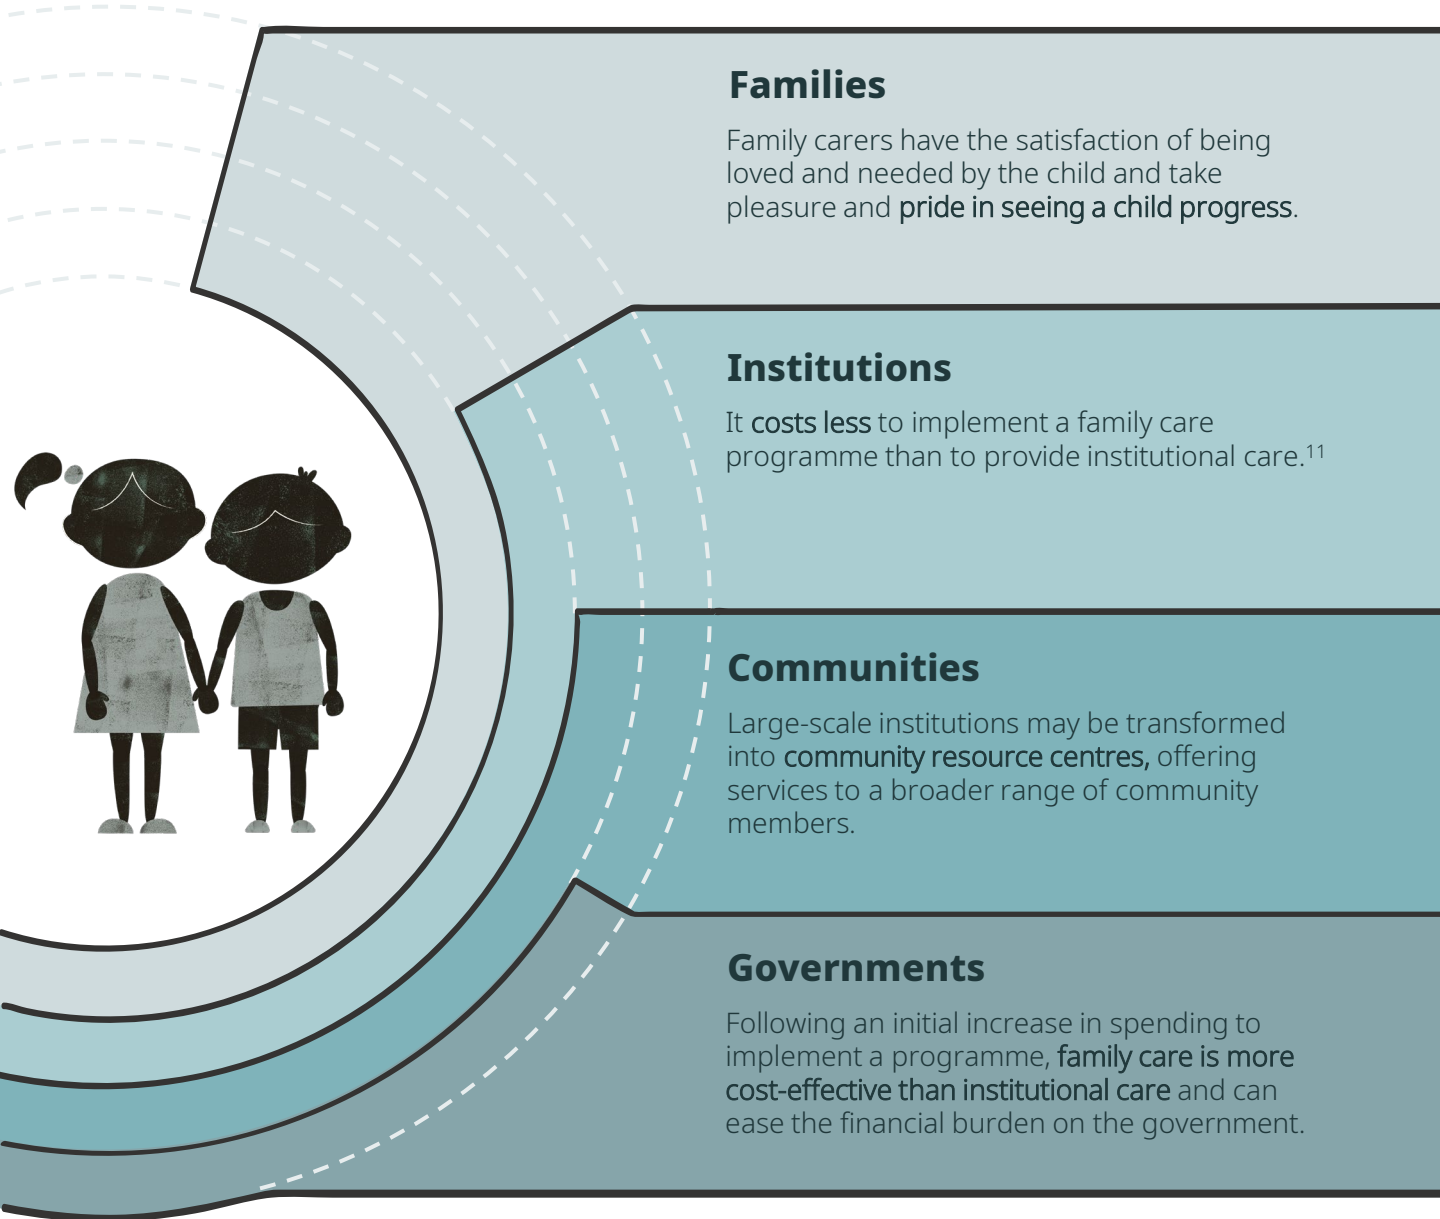 Families
Family carers have the satisfaction of being
loved and needed by the child and take
pleasure and pride in seeing a child progress.
Institutions
It costs less to implement a family care
programme than to provide institutional care.¹¹
Communities
Large-scale institutions may be transformed
into community resource centres, offering
services to a broader range of community
members.
Governments
Following an initial increase in spending to
implement a programme, family care is more
cost-effective than institutional care and can
ease the financial burden on the government.